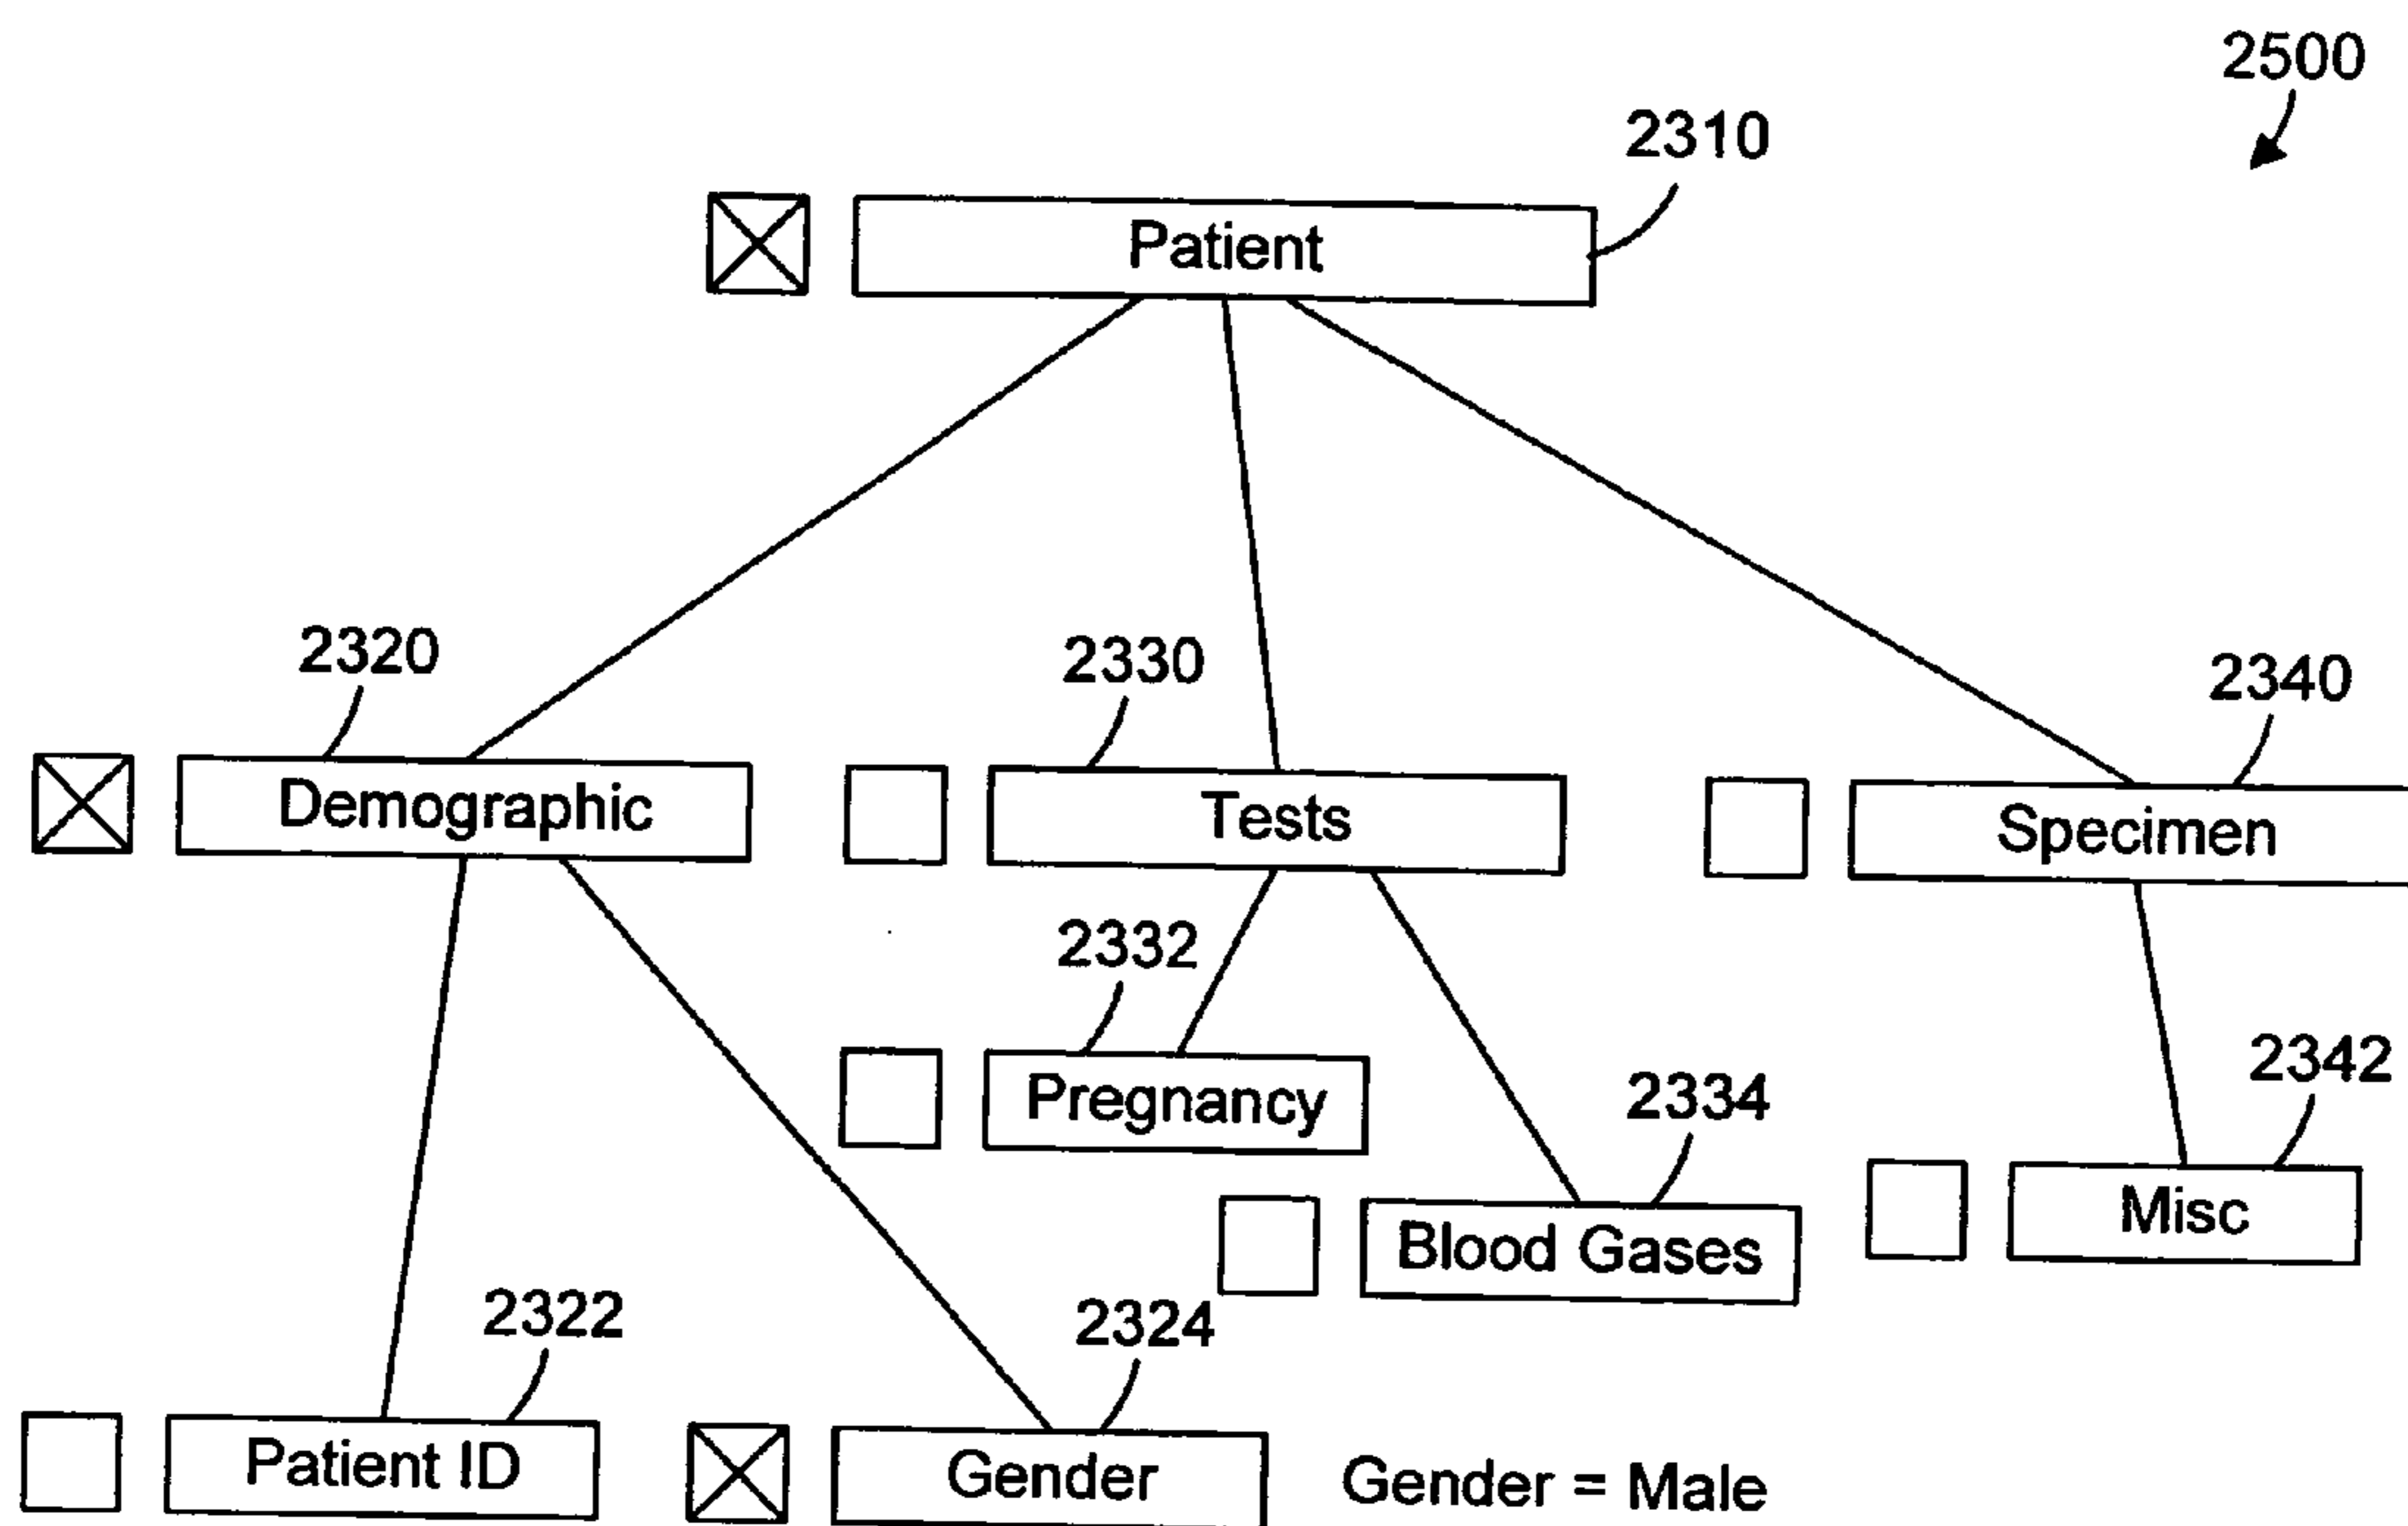 2500
2310
Patient
2320
2330
2340
Demographic
Tests
Specimen
2332
2342
Pregnancy
2334
Misc
Blood Gases
2322
2324
Patient ID
Gender
Gender = Male